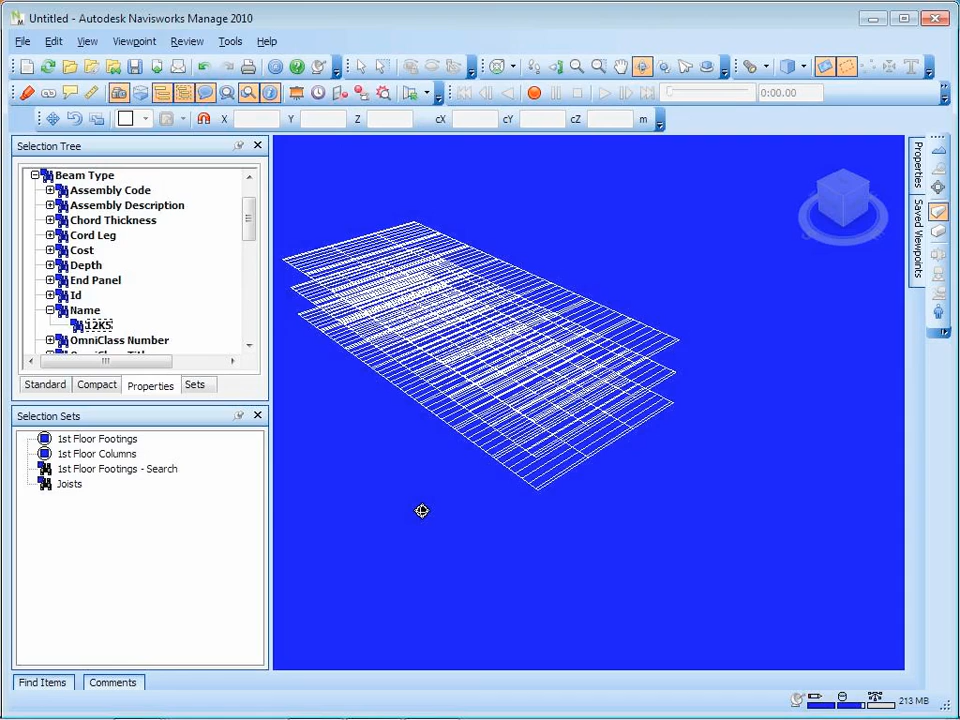 Untitled - Autodesk Navisworks Manage 2010
File Edit View Viewpoint Review Tools Help
0:00.00
X Y Z cX cY cZ m
Selection Tree
Beam Type
Assembly Code
Assembly Description
Chord Thickness
Cord Leg
Cost
Depth
End Panel
Id
Name
12K5
OmniClass Number
Standard Compact Properties Sets
Selection Sets
1st Floor Footings
1st Floor Columns
1st Floor Footings - Search
Joists
Properties
Saved Viewpoints
Find Items Comments
213 MB